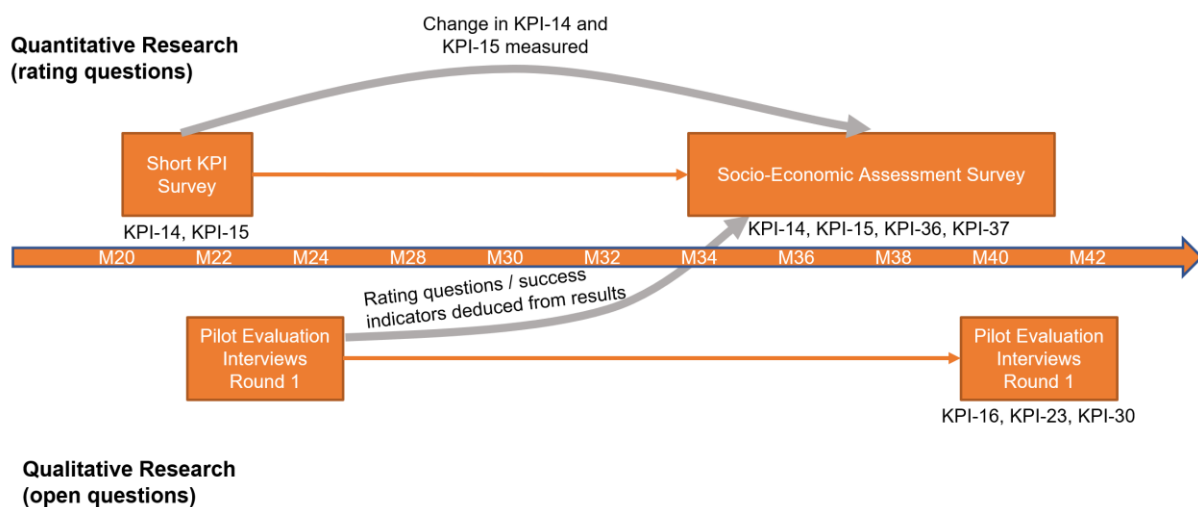 Change in KPI-14 and
KPI-15 measured
Quantitative Research
(rating questions)
Short KPI
Survey
Socio-Economic Assessment Survey
KPI-14, KPI-15
KPI-14, KPI-15, KPI-36, KPI-37
M20 M22 M24 M28 M30 M32 M34 M36 M38 M40 M42
Rating questions / success
indicators deduced from results
Pilot Evaluation
Interviews
Round 1
Pilot Evaluation
Interviews
Round 1
KPI-16, KPI-23, KPI-30
Qualitative Research
(open questions)